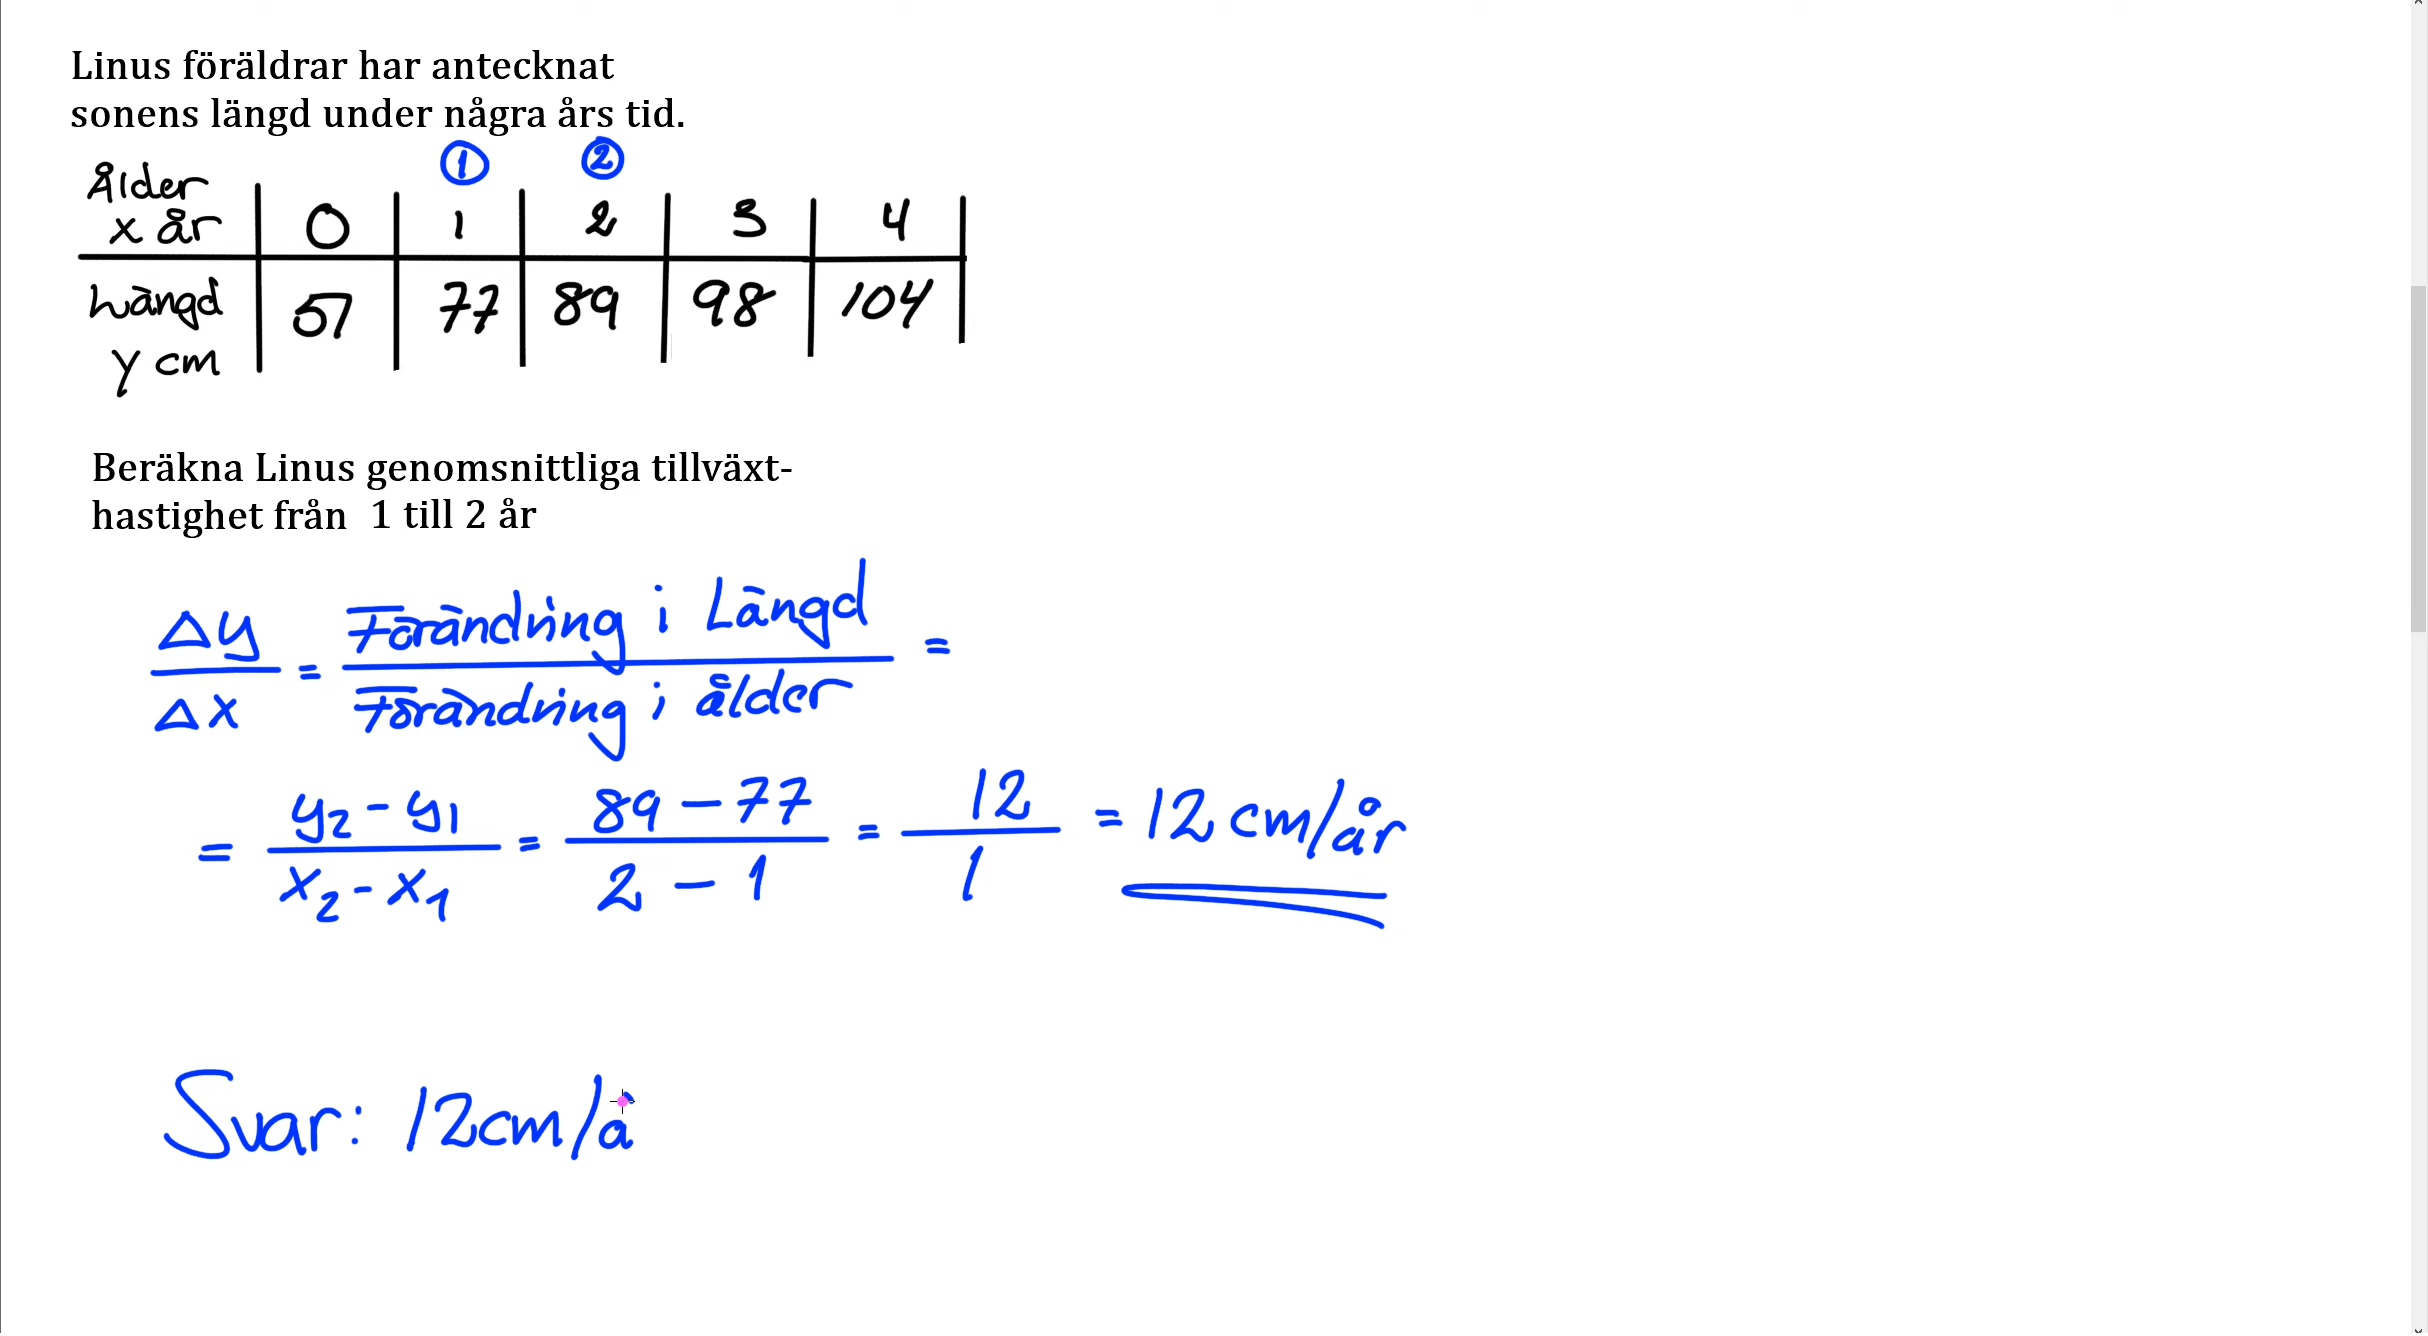 Linus föräldrar har antecknat
sonens längd under några års tid.
① ②
Ålder
x år 0 1 2 3 4
Längd 57 77 89 98 104
y cm
Beräkna Linus genomsnittliga tillväxt-
hastighet från 1 till 2 år
Δy/Δx = Förändring i Längd/Förändring i ålder =
= y₂-y₁/x₂-x₁ = 89-77/2-1 = 12/1 = 12 cm/år
Svar: 12cm/å